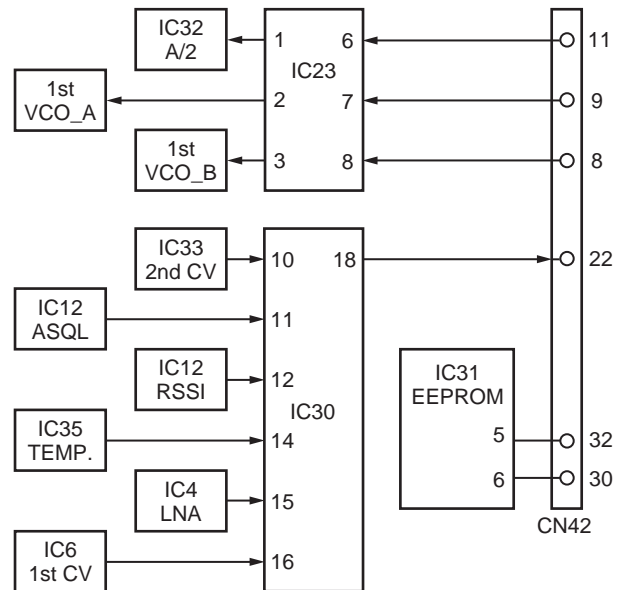 IC32
A/2
1st
VCO_A
1st
VCO_B
1
2
3
IC23
6
7
8
11
9
8
IC33
2nd CV
IC12
ASQL
IC12
RSSI
IC35
TEMP.
IC4
LNA
IC6
1st CV
10
11
12
14
15
16
18
IC30
22
IC31
EEPROM
5
6
32
30
CN42